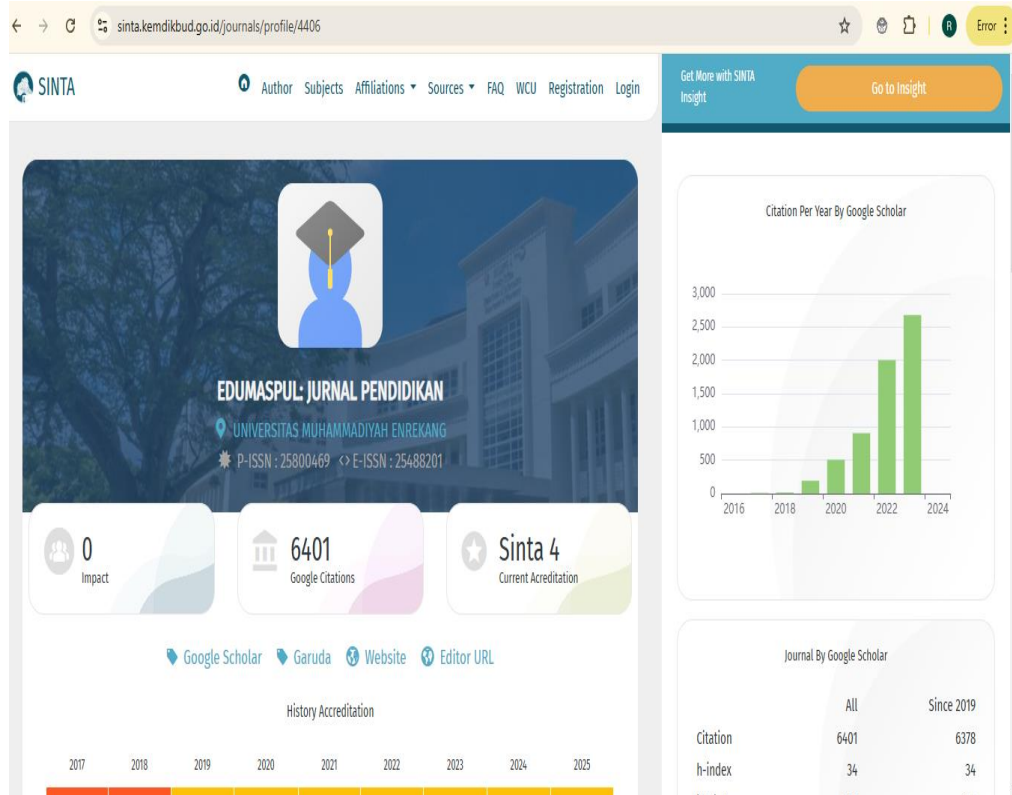 sinta.kemdikbud.go.id/journals/profile/4406
R
Error
SINTA
Author Subjects Affiliations Sources FAQ WCU Registration Login
Get More with SINTA
Insight
Go to Insight
EDUMASPUL: JURNAL PENDIDIKAN
UNIVERSITAS MUHAMMADIYAH ENREKANG
P-ISSN : 25800469 <> E-ISSN : 25488201
0
Impact
6401
Google Citations
Sinta 4
Current Acreditation
Google Scholar Garuda Website Editor URL
History Accreditation
2017 2018 2019 2020 2021 2022 2023 2024 2025
Citation Per Year By Google Scholar
3,000
2,500
2,000
1,500
1,000
500
0
2016 2018 2020 2022 2024
Journal By Google Scholar
All Since 2019
Citation 6401 6378
h-index 34 34